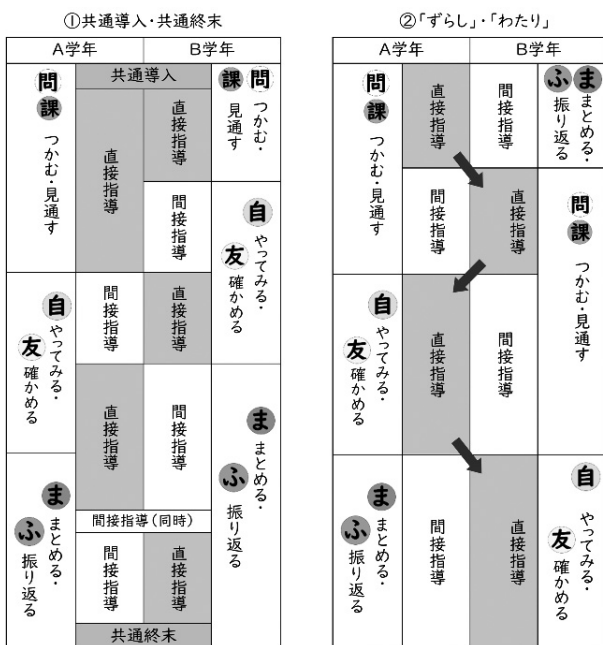 ①共通導入・共通終末
A学年
B学年
共通導入
問
課
つかむ・見通す
直接指導
直接指導
問
課
つかむ・
見通す
間接指導
自
やってみる・
友
確かめる
自
やってみる・
友
確かめる
間接指導
直接指導
直接指導
間接指導
ま
まとめる・
ふ
振り返る
ま
まとめる・
ふ
振り返る
間接指導(同時)
間接指導
直接指導
共通終末
②「ずらし」・「わたり」
A学年
B学年
問
課
つかむ・見通す
直接指導
間接指導
ま
まとめる・
ふ
振り返る
間接指導
直接指導
問
課
つかむ・見通す
自
やってみる・
友
確かめる
直接指導
間接指導
ま
まとめる・
ふ
振り返る
間接指導
直接指導
自
やってみる・
友
確かめる